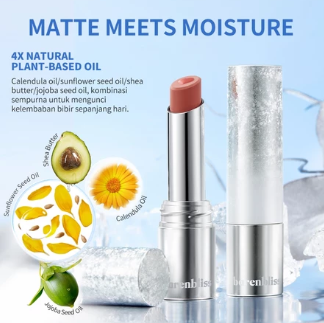 MATTE MEETS MOISTURE
4X NATURAL
PLANT-BASED OIL
Calendula oil/sunflower seed oil/shea
butter/jojoba seed oil, kombinasi
sempurna untuk mengunci
kelembaban bibir sepanjang hari.
Shea Butter
Sunflower Seed Oil
Calendula Oil
Jojoba Seed Oil